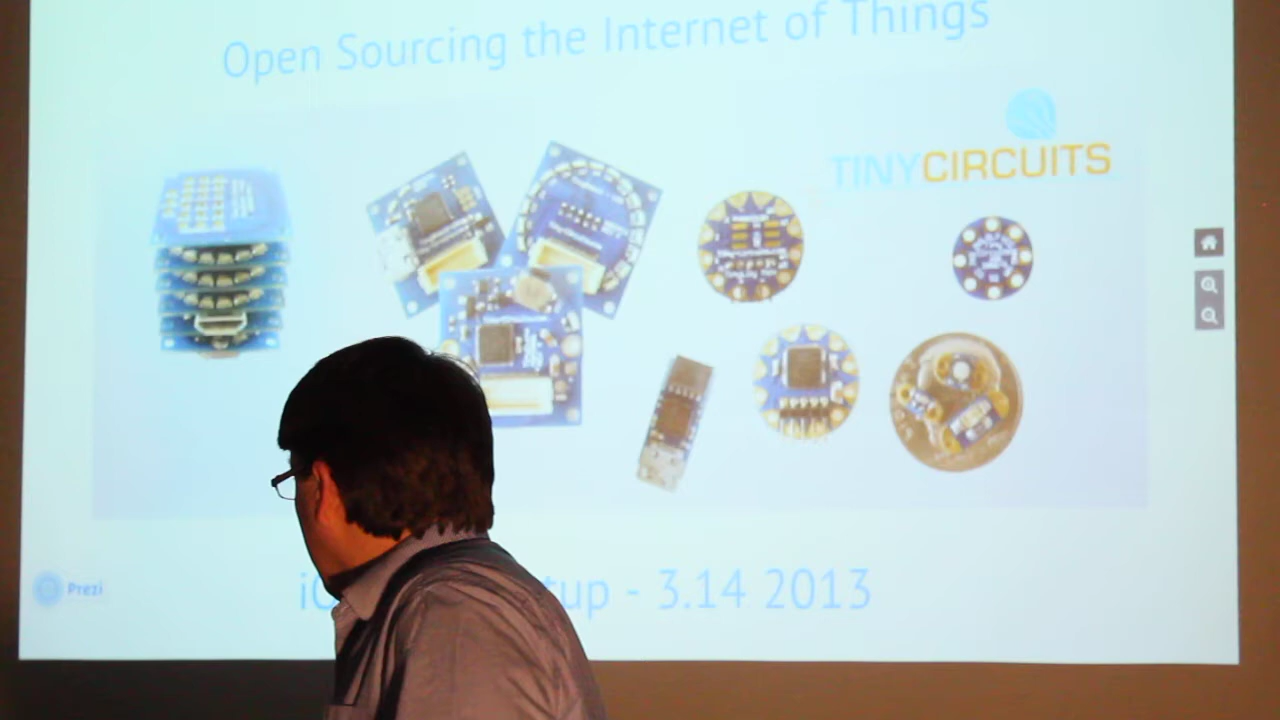 Open Sourcing the Internet of Things
TINYCIRCUITS
Prezi
tup - 3.14 2013